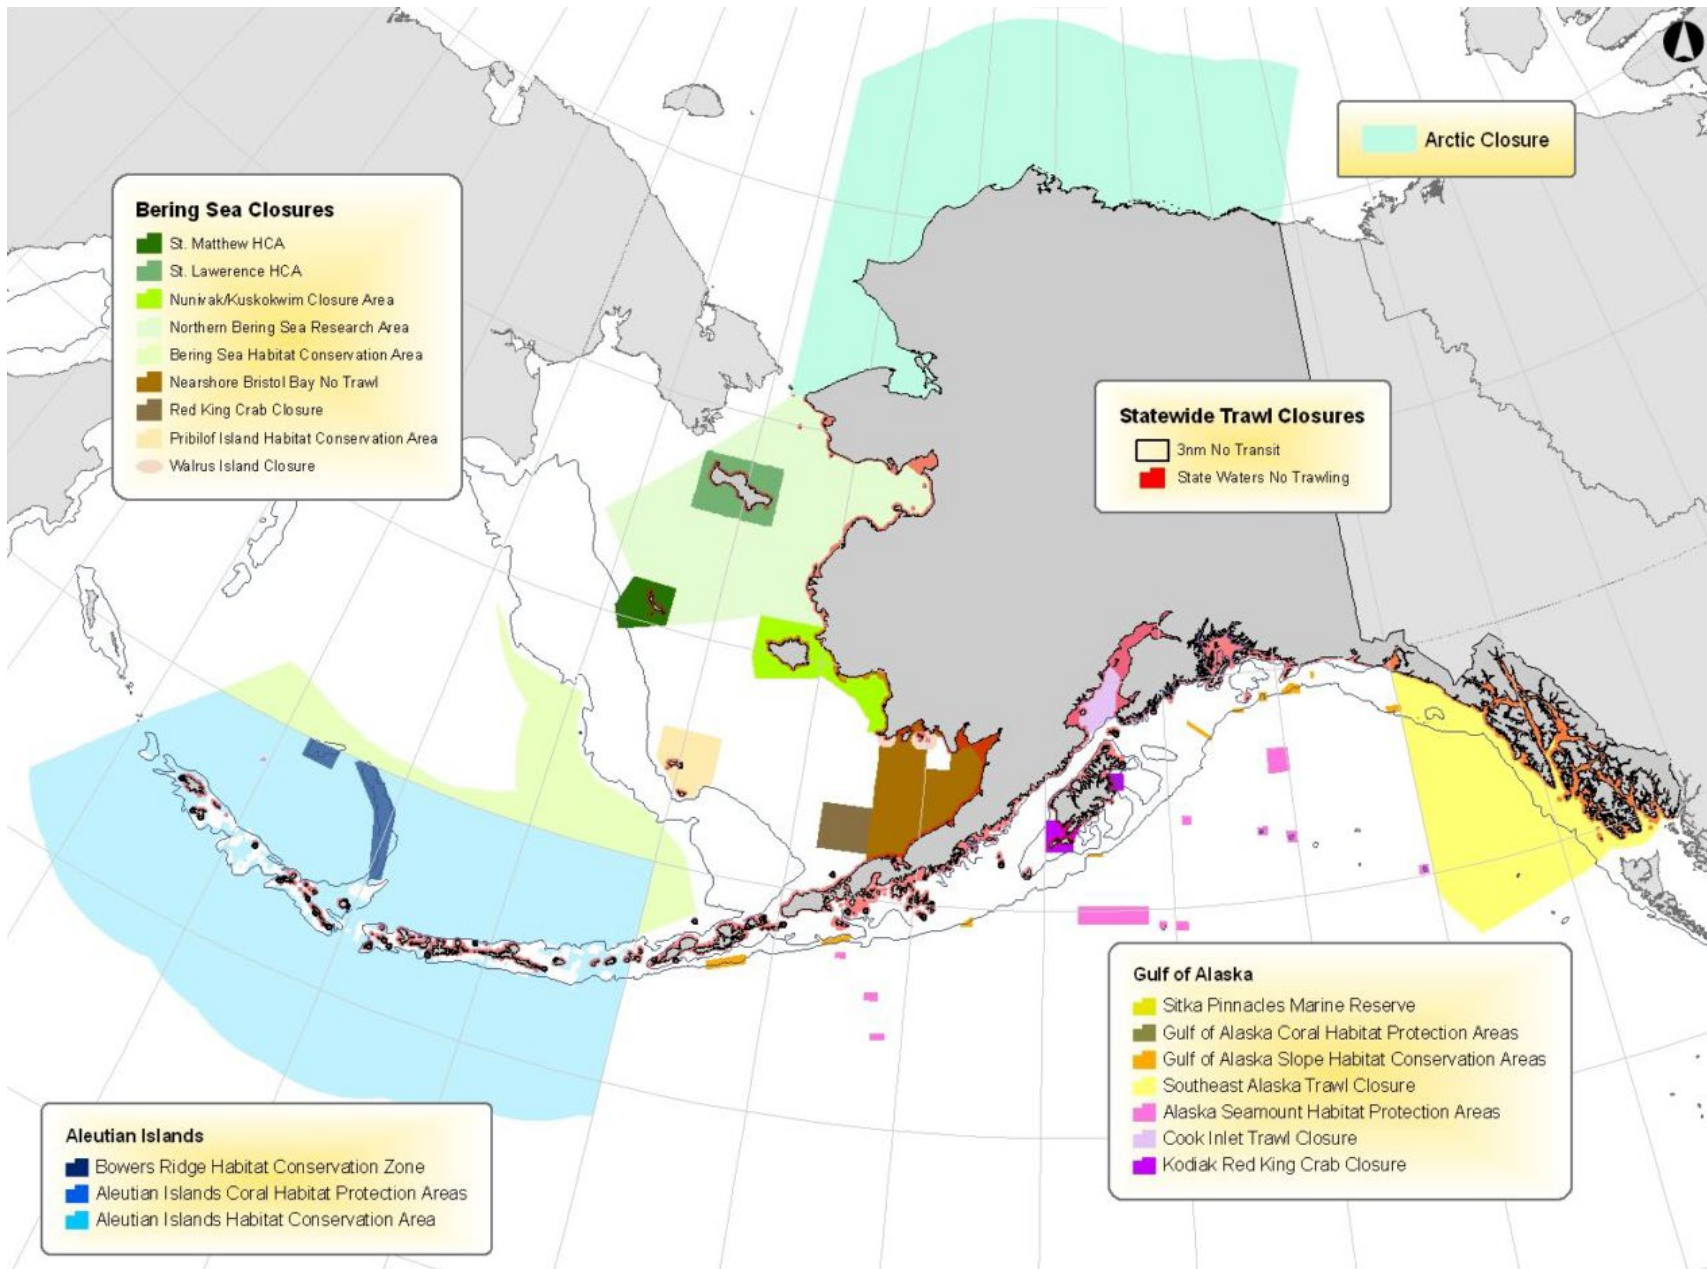 Arctic Closure
Bering Sea Closures
St. Matthew HCA
St. Lawerence HCA
Nunivak/Kuskokwim Closure Area
Northern Bering Sea Research Area
Bering Sea Habitat Conservation Area
Nearshore Bristol Bay No Trawl
Red King Crab Closure
Pribilof Island Habitat Conservation Area
Walrus Island Closure
Statewide Trawl Closures
3nm No Transit
State Waters No Trawling
Gulf of Alaska
Sitka Pinnacles Marine Reserve
Gulf of Alaska Coral Habitat Protection Areas
Gulf of Alaska Slope Habitat Conservation Areas
Southeast Alaska Trawl Closure
Alaska Seamount Habitat Protection Areas
Cook Inlet Trawl Closure
Kodiak Red King Crab Closure
Aleutian Islands
Bowers Ridge Habitat Conservation Zone
Aleutian Islands Coral Habitat Protection Areas
Aleutian Islands Habitat Conservation Area